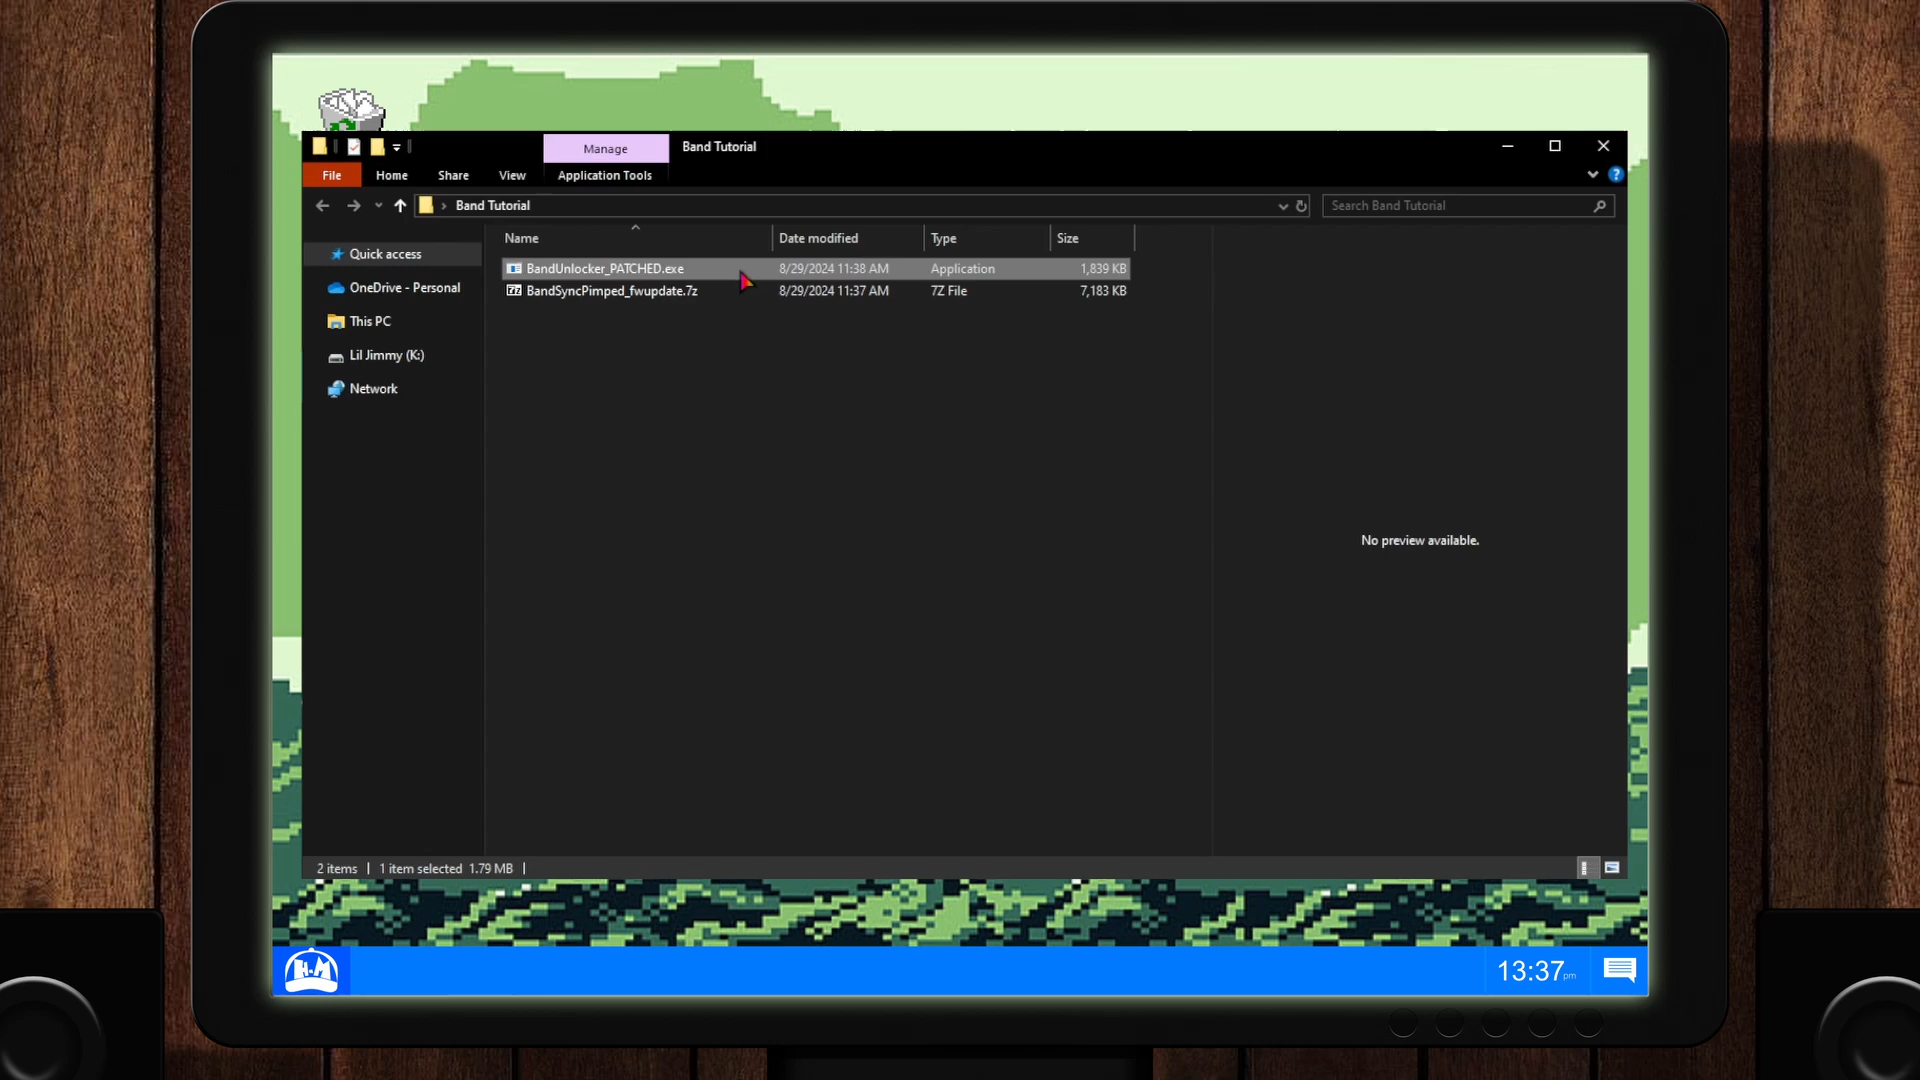 Manage
Band Tutorial
File
Home
Share
View
Application Tools
Band Tutorial
Search Band Tutorial
Name
Date modified
Type
Size
Quick access
OneDrive - Personal
This PC
Lil Jimmy (K:)
Network
BandUnlocker_PATCHED.exe
8/29/2024 11:38 AM
Application
1,839 KB
BandSyncPimped_fwupdate.7z
8/29/2024 11:37 AM
7Z File
7,183 KB
No preview available.
2 items
1 item selected 1.79 MB
H-M
13:37pm